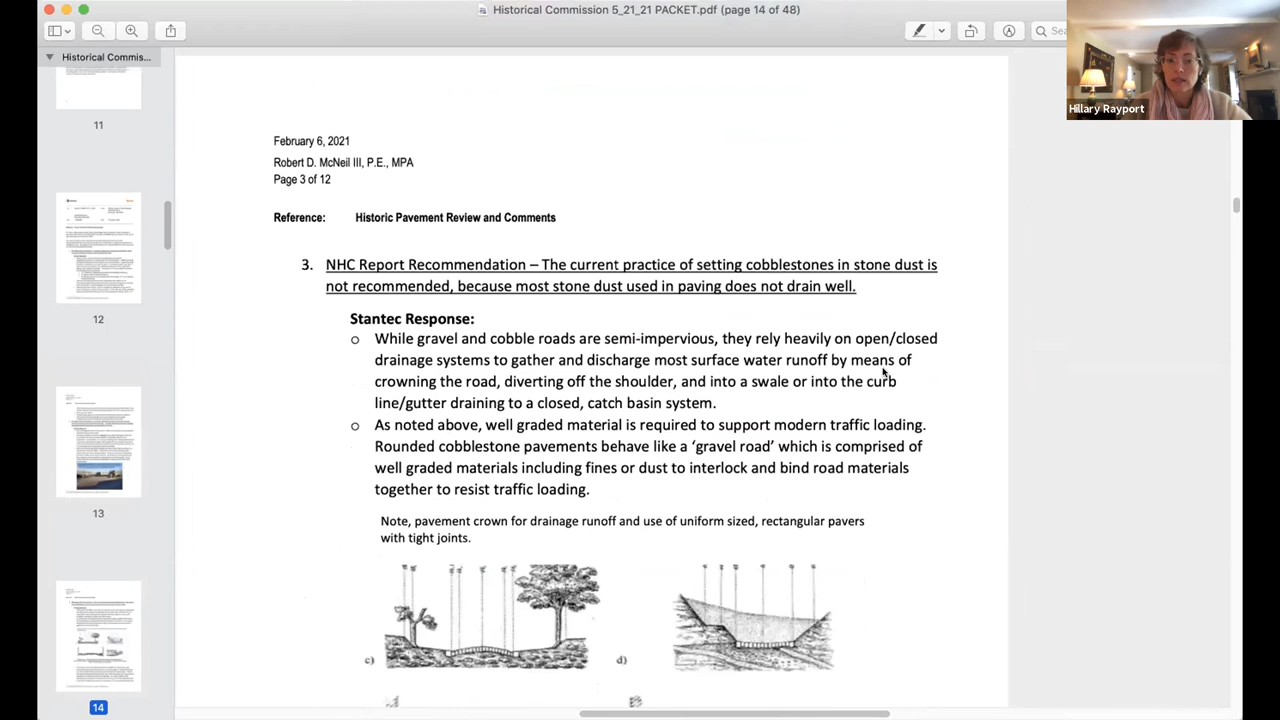 Historical Commission 5_21_21 PACKET.pdf (page 14 of 48)
Historical Commis...
11
12
13
14
Hillary Rayport
February 6, 2021
Robert D. McNeil III, P.E., MPA
Page 3 of 12
Reference: Historic Pavement Review and Comments
3. NHC Report Recommendation – The current practice of setting cobblestones in stone dust is
not recommended, because most stone dust used in paving does not drain well.
Stantec Response:
o While gravel and cobble roads are semi-impervious, they rely heavily on open/closed
drainage systems to gather and discharge most surface water runoff by means of
crowning the road, diverting off the shoulder, and into a swale or into the curb
line/gutter draining to a closed, catch basin system.
o As noted above, well graded material is required to support modern traffic loading.
Rounded cobblestone pavements behave like a ‘gravel road’ which is comprised of
well graded materials including fines or dust to interlock and bind road materials
together to resist traffic loading.
Note, pavement crown for drainage runoff and use of uniform sized, rectangular pavers
with tight joints.
c)
d)